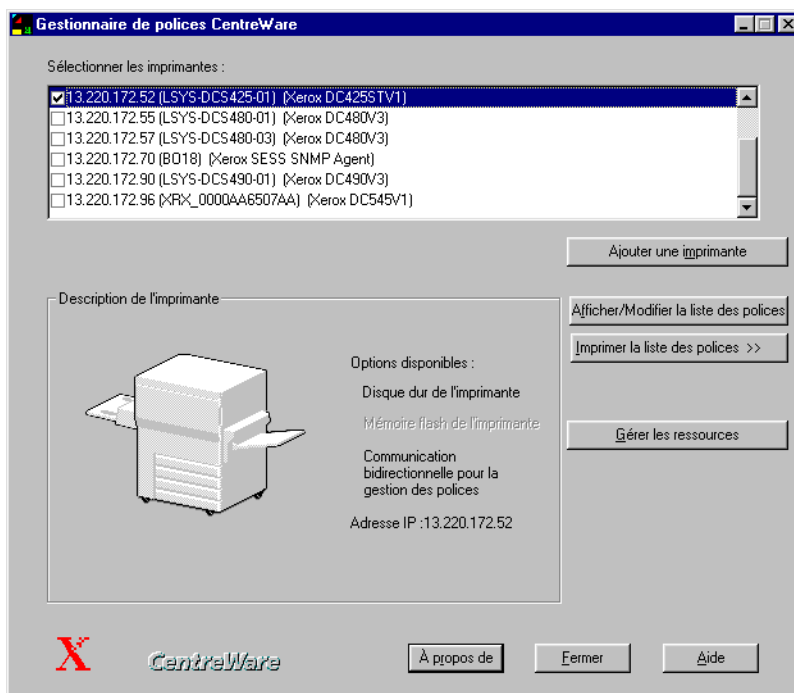 Gestionnaire de polices CentreWare
Sélectionner les imprimantes :
13.220.172.52 (LSYS-DCS425-01) (Xerox DC425STV1)
13.220.172.55 (LSYS-DCS480-01) (Xerox DC480V3)
13.220.172.57 (LSYS-DCS480-03) (Xerox DC480V3)
13.220.172.70 (BO18) (Xerox SESS SNMP Agent)
13.220.172.90 (LSYS-DCS490-01) (Xerox DC490V3)
13.220.172.96 (XRX_0000AA6507AA) (Xerox DC545V1)
Ajouter une imprimante
Description de l'imprimante
Afficher/Modifier la liste des polices
Imprimer la liste des polices >>
Options disponibles :
Disque dur de l'imprimante
Mémoire flash de l'imprimante
Gérer les ressources
Communication
bidirectionnelle pour la
gestion des polices
Adresse IP :13.220.172.52
X
CentreWare
À propos de
Fermer
Aide